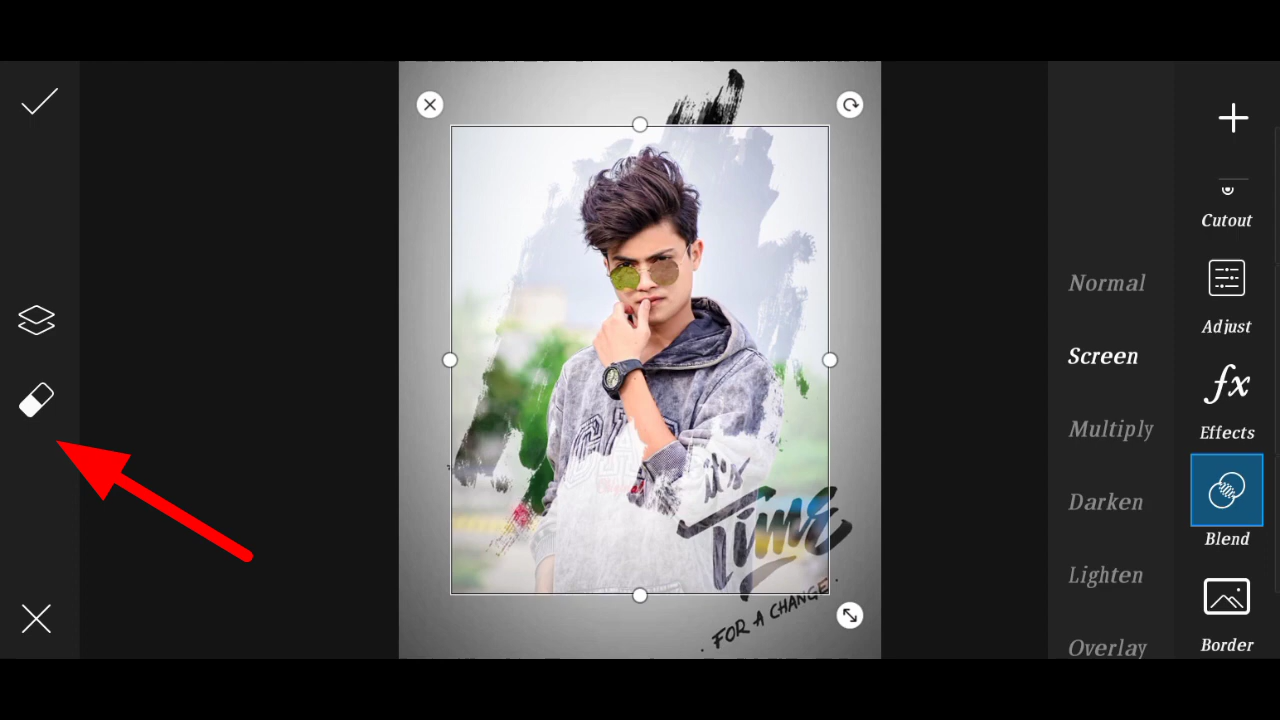 Cutout
Adjust
fx
Effects
Blend
Border
Normal
Screen
Multiply
Darken
Lighten
Overlay
It's
Time
. FOR A CHANGE .